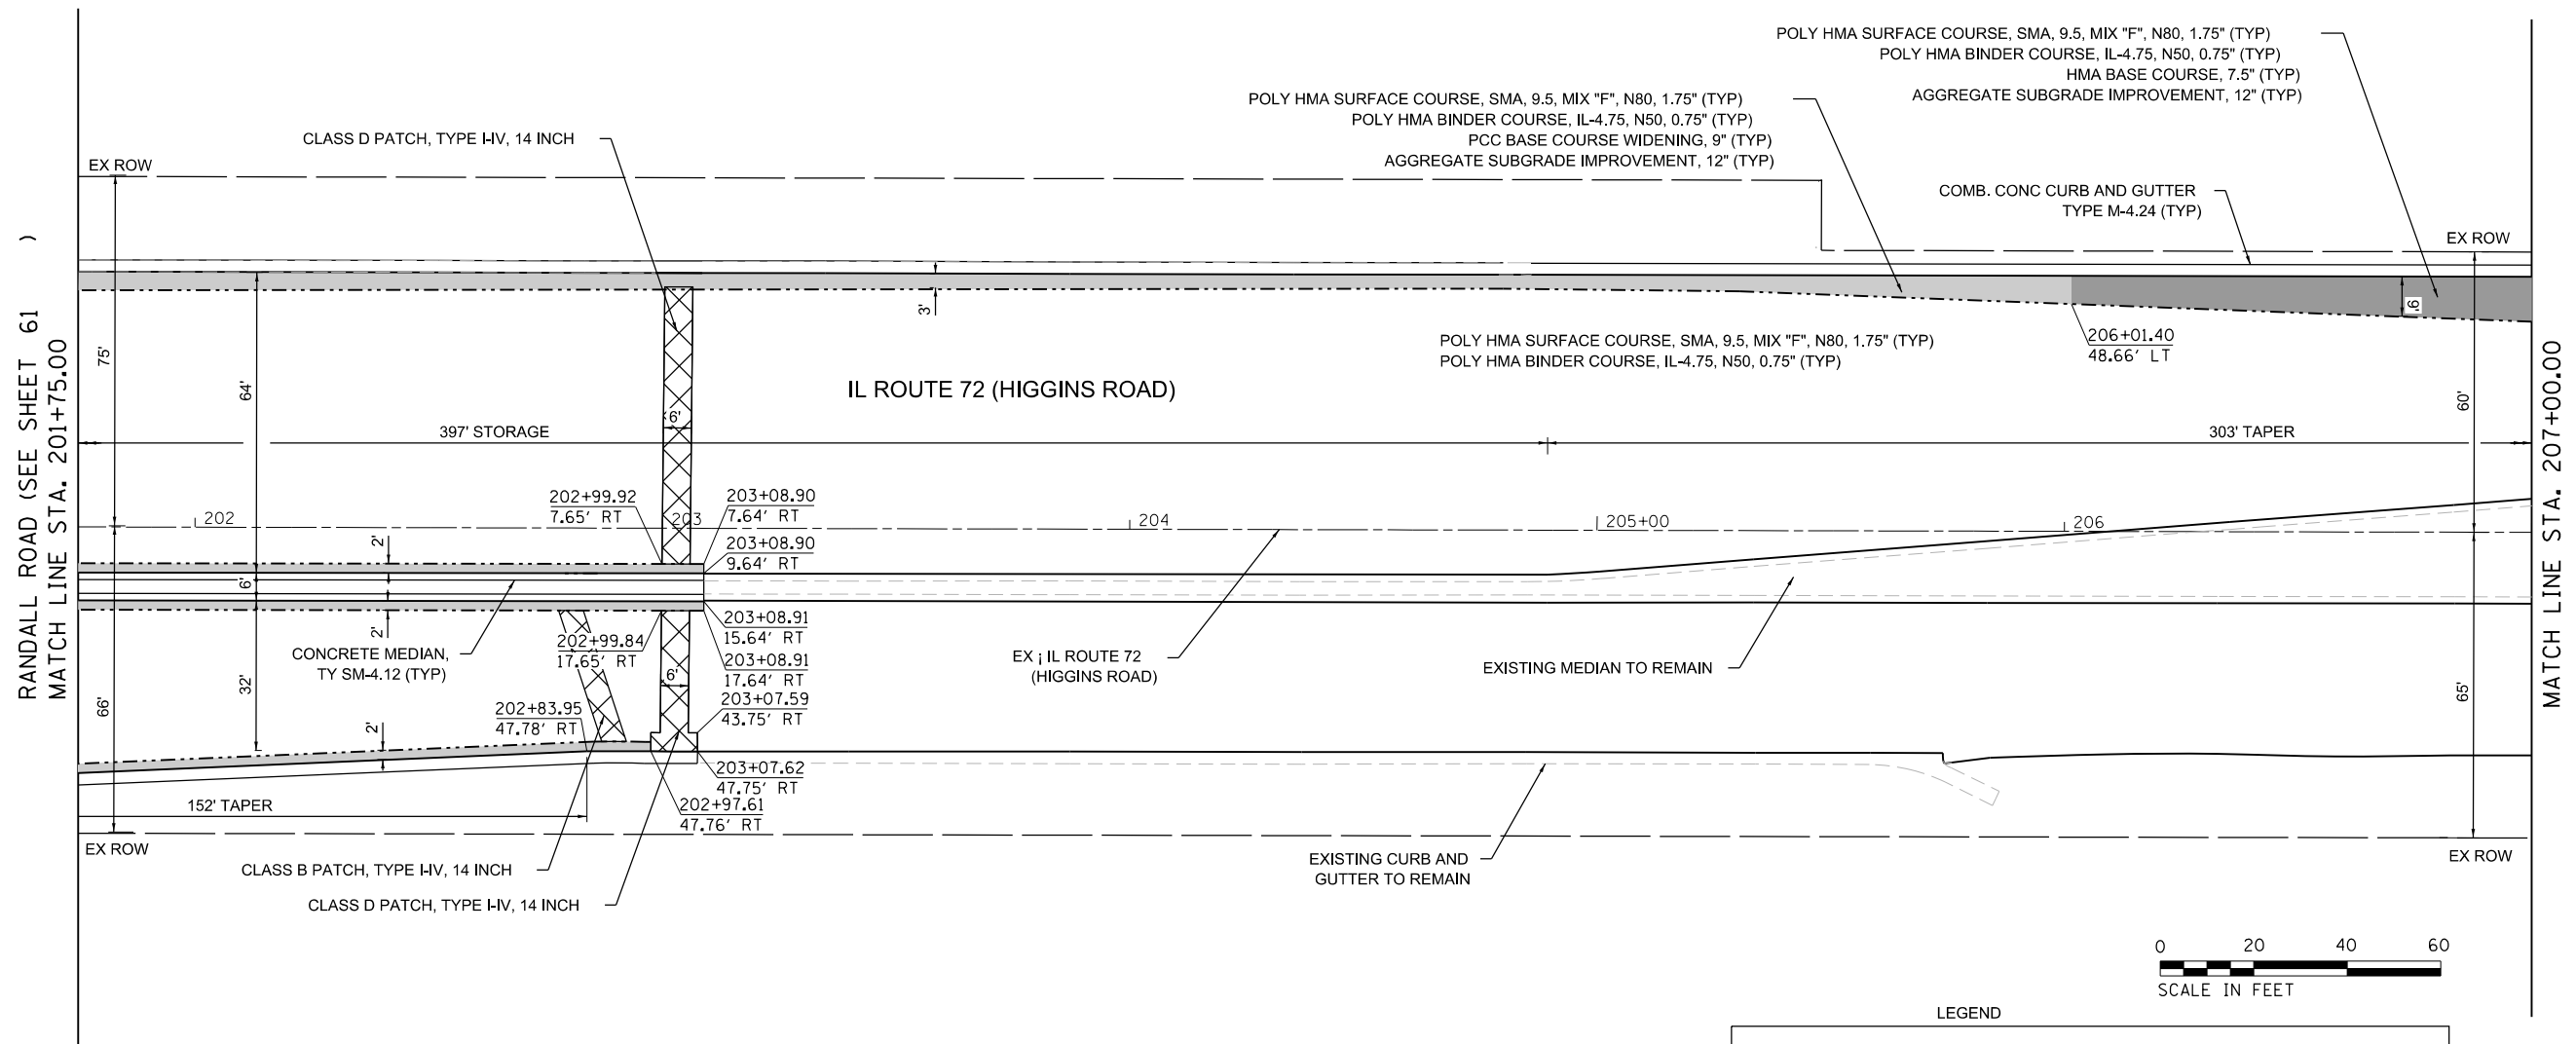 POLY HMA SURFACE COURSE, SMA, 9.5, MIX "F", N80, 1.75" (TYP)
POLY HMA BINDER COURSE, IL-4.75, N50, 0.75" (TYP)
HMA BASE COURSE, 7.5" (TYP)
AGGREGATE SUBGRADE IMPROVEMENT, 12" (TYP)
POLY HMA SURFACE COURSE, SMA, 9.5, MIX "F", N80, 1.75" (TYP)
POLY HMA BINDER COURSE, IL-4.75, N50, 0.75" (TYP)
PCC BASE COURSE WIDENING, 9" (TYP)
AGGREGATE SUBGRADE IMPROVEMENT, 12" (TYP)
CLASS D PATCH, TYPE I-IV, 14 INCH
EX ROW
COMB. CONC CURB AND GUTTER
TYPE M-4.24 (TYP)
EX ROW
RANDALL ROAD (SEE SHEET 61 )
MATCH LINE STA. 201+75.00
75'
64'
3'
9'
POLY HMA SURFACE COURSE, SMA, 9.5, MIX "F", N80, 1.75" (TYP)
POLY HMA BINDER COURSE, IL-4.75, N50, 0.75" (TYP)
206+01.40
48.66' LT
IL ROUTE 72 (HIGGINS ROAD)
6'
60'
397' STORAGE
303' TAPER
MATCH LINE STA. 207+00.00
202+99.92
7.65' RT
203+08.90
7.64' RT
202
203
204
205+00
206
2'
203+08.90
9.64' RT
6'
203+08.91
15.64' RT
2'
202+99.84
17.65' RT
203+08.91
17.64' RT
CONCRETE MEDIAN,
TY SM-4.12 (TYP)
EX ¡ IL ROUTE 72
(HIGGINS ROAD)
EXISTING MEDIAN TO REMAIN
32'
6'
66'
65'
203+07.59
43.75' RT
202+83.95
47.78' RT
2'
203+07.62
47.75' RT
202+97.61
47.76' RT
152' TAPER
EX ROW
EX ROW
CLASS B PATCH, TYPE I-IV, 14 INCH
EXISTING CURB AND
GUTTER TO REMAIN
CLASS D PATCH, TYPE I-IV, 14 INCH
0 20 40 60
SCALE IN FEET
LEGEND